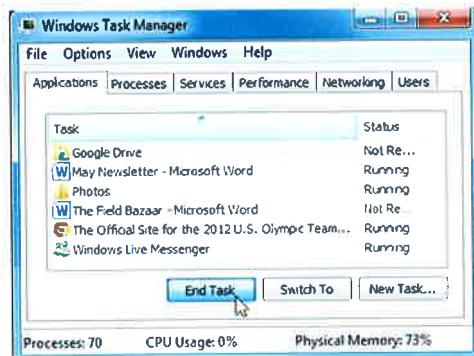 Windows Task Manager
File Options View Windows Help
Applications Processes Services Performance Networking Users
Task Status
Google Drive Not Re...
May Newsletter - Microsoft Word Running
Photos Running
The Field Bazaar - Microsoft Word Not Re...
The Official Site for the 2012 U.S. Olympic Team... Running
Windows Live Messenger Running
End Task Switch To New Task...
Processes: 70 CPU Usage: 0% Physical Memory: 73%